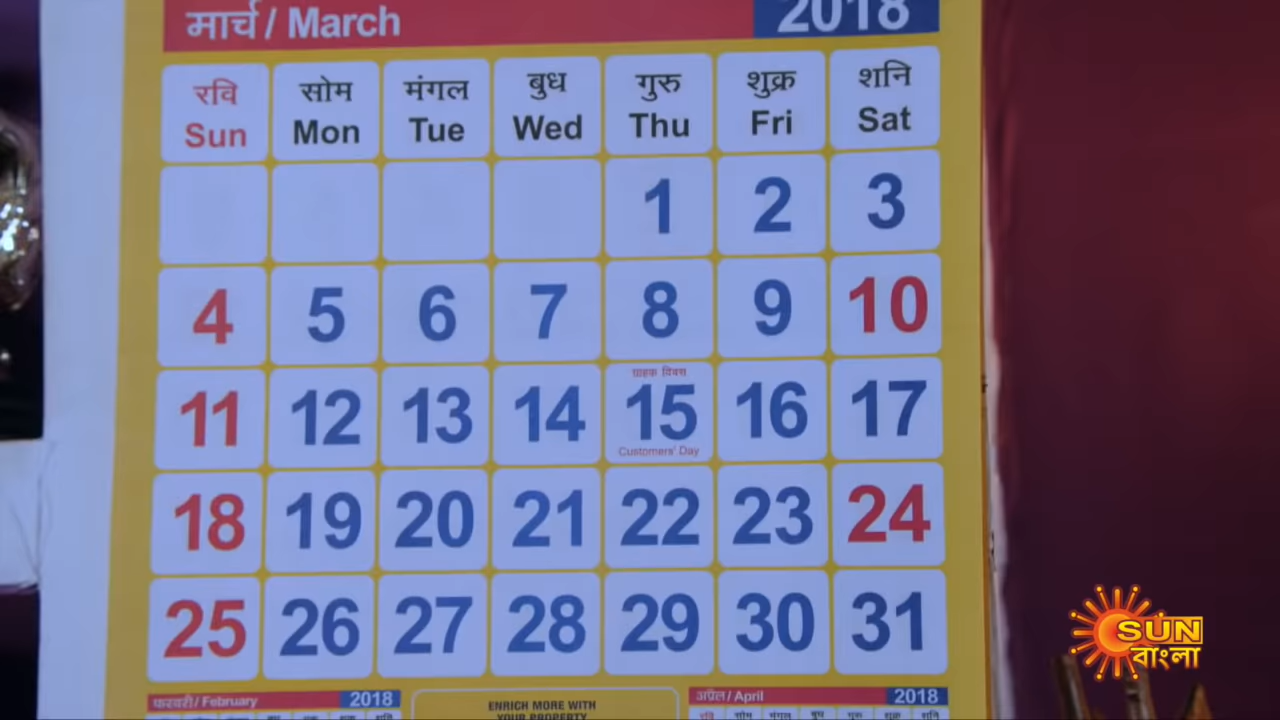 मार्च / March 2018
रवि सोम मंगल बुध गुरु शुक्र शनि
Sun Mon Tue Wed Thu Fri Sat
1 2 3
4 5 6 7 8 9 10
ग्राहक दिवस
11 12 13 14 15 16 17
Customers' Day
18 19 20 21 22 23 24
25 26 27 28 29 30 31
फरवरी / February 2018
ENRICH MORE WITH
YOUR PROPERTY
अप्रैल / April 2018
रवि सोम मंगल बुध गुरु शुक्र शनि
SUN
বাংলা